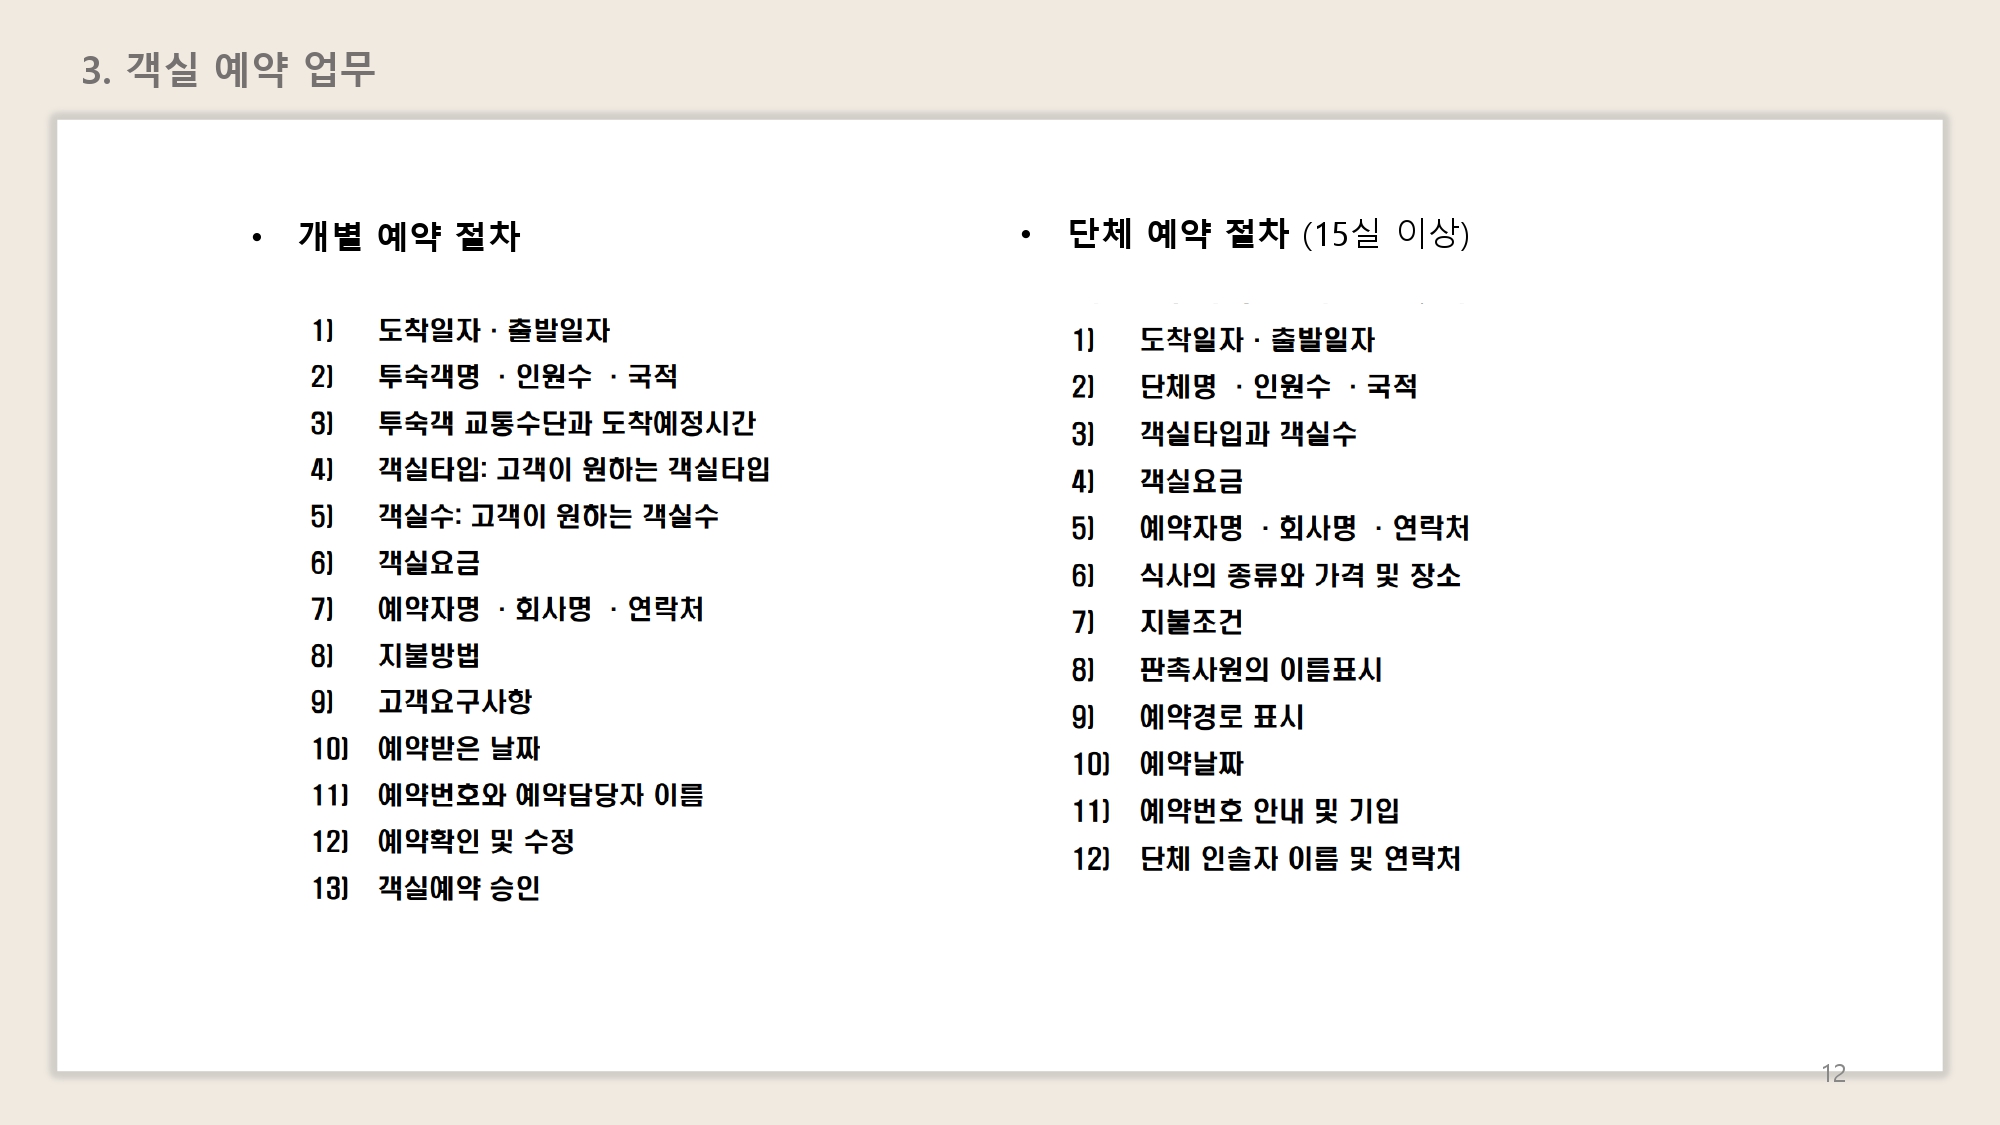 3. 객실 예약 업무
• 개별 예약 절차
1) 도착일자 · 출발일자
2) 투숙객명 · 인원수 · 국적
3) 투숙객 교통수단과 도착예정시간
4) 객실타입: 고객이 원하는 객실타입
5) 객실수: 고객이 원하는 객실수
6) 객실요금
7) 예약자명 · 회사명 · 연락처
8) 지불방법
9) 고객요구사항
10) 예약받은 날짜
11) 예약번호와 예약담당자 이름
12) 예약확인 및 수정
13) 객실예약 승인
• 단체 예약 절차 (15실 이상)
1) 도착일자 · 출발일자
2) 단체명 · 인원수 · 국적
3) 객실타입과 객실수
4) 객실요금
5) 예약자명 · 회사명 · 연락처
6) 식사의 종류와 가격 및 장소
7) 지불조건
8) 판촉사원의 이름표시
9) 예약경로 표시
10) 예약날짜
11) 예약번호 안내 및 기입
12) 단체 인솔자 이름 및 연락처
12